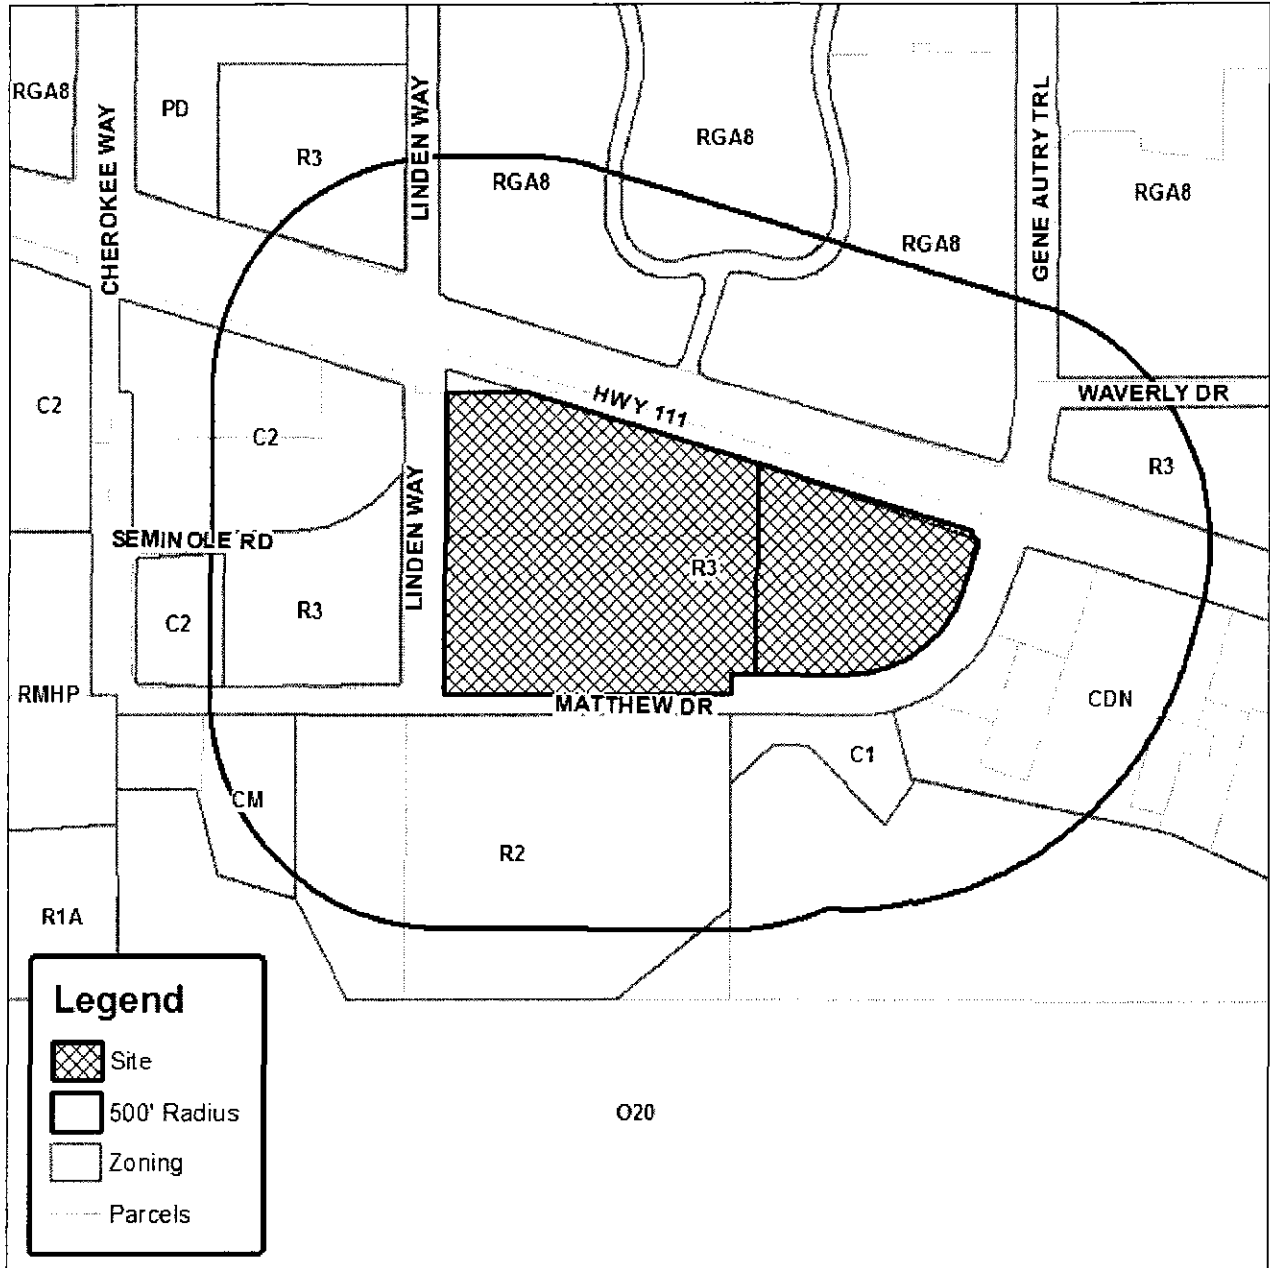 RGA8
PD
CHEROKEE WAY
R3
LINDEN WAY
RGA8
RGA8
GENE AUTRY TRL
RGA8
RGA8
C2
C2
HWY 111
WAVERLY DR
R3
SEMINOLE RD
LINDEN WAY
R3
C2
R3
RMHP
MATTHEW DR
CDN
C1
CM
R2
R1A
Legend
Site
500' Radius
Zoning
Parcels
O20